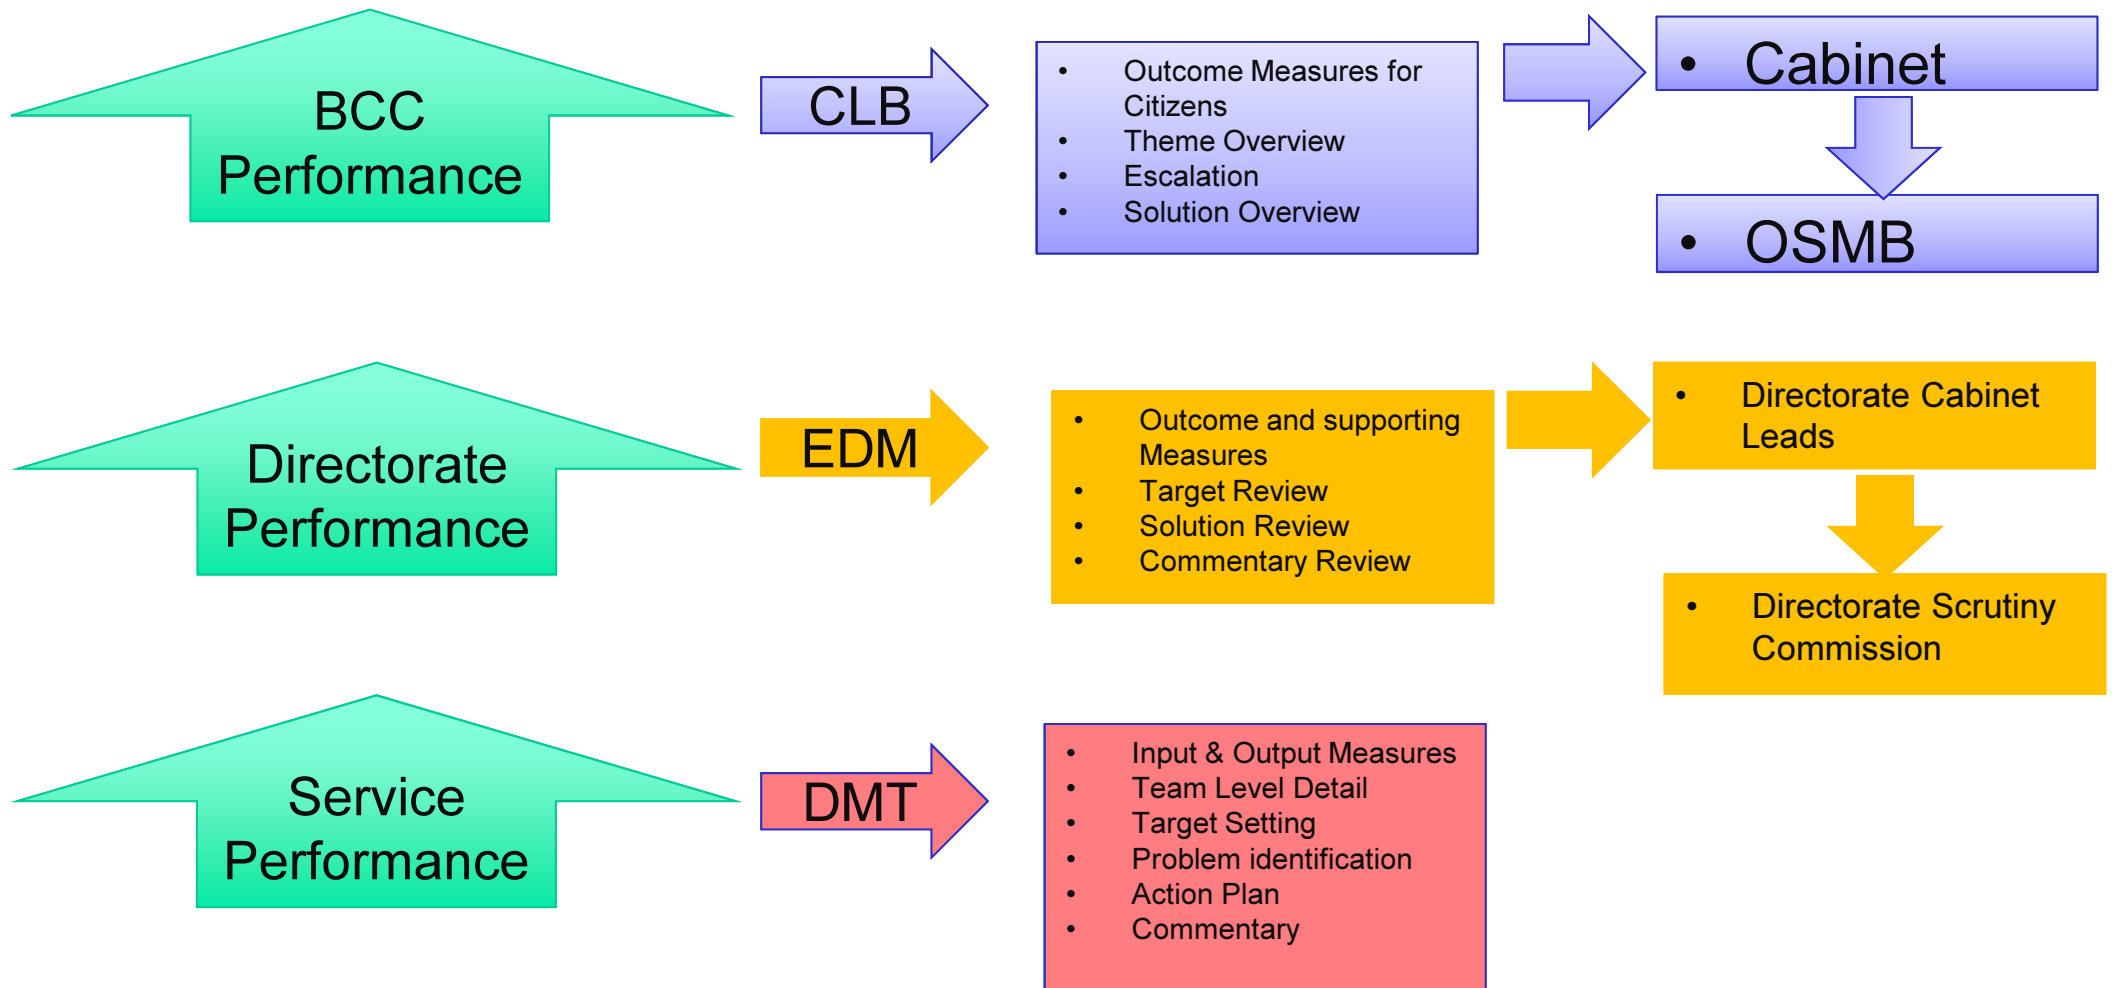 BCC
Performance
CLB
• Outcome Measures for
Citizens
• Theme Overview
• Escalation
• Solution Overview
• Cabinet
• OSMB
Directorate
Performance
EDM
• Outcome and supporting
Measures
• Target Review
• Solution Review
• Commentary Review
• Directorate Cabinet
Leads
• Directorate Scrutiny
Commission
Service
Performance
DMT
• Input & Output Measures
• Team Level Detail
• Target Setting
• Problem identification
• Action Plan
• Commentary